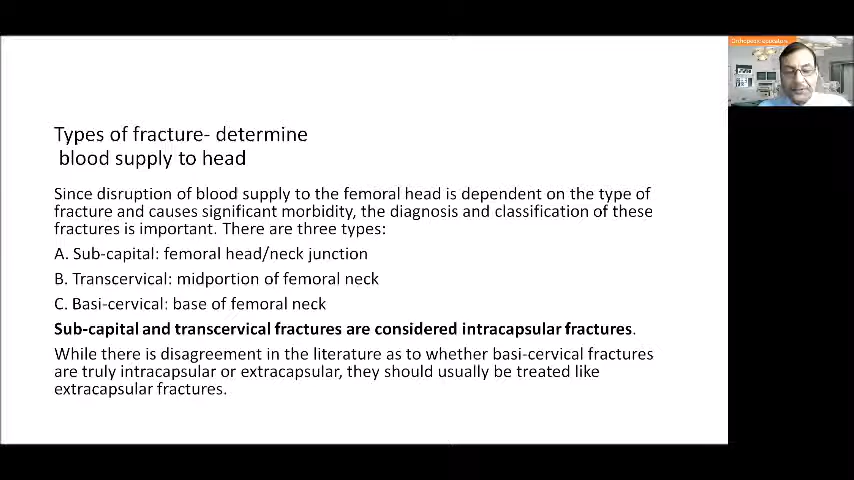 Types of fracture- determine
blood supply to head
Since disruption of blood supply to the femoral head is dependent on the type of
fracture and causes significant morbidity, the diagnosis and classification of these
fractures is important. There are three types:
A. Sub-capital: femoral head/neck junction
B. Transcervical: midportion of femoral neck
C. Basi-cervical: base of femoral neck
Sub-capital and transcervical fractures are considered intracapsular fractures.
While there is disagreement in the literature as to whether basi-cervical fractures
are truly intracapsular or extracapsular, they should usually be treated like
extracapsular fractures.